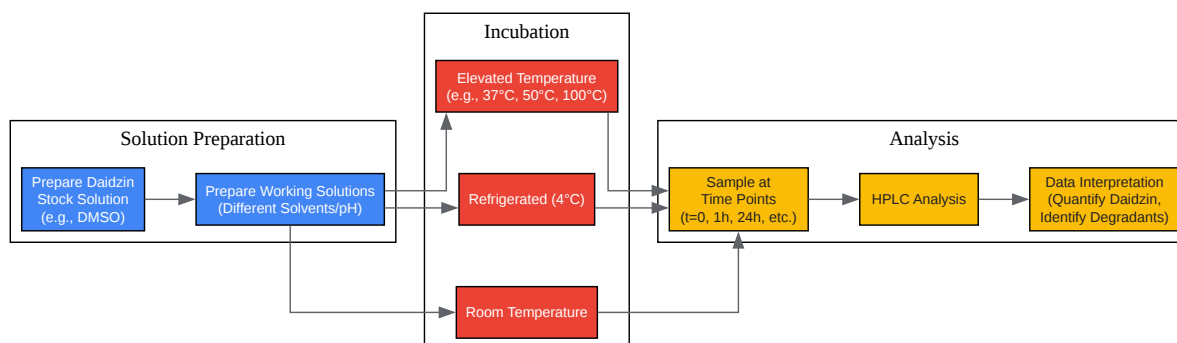 Solution Preparation
Prepare Daidzin
Stock Solution
(e.g., DMSO)
Prepare Working Solutions
(Different Solvents/pH)
Incubation
Elevated Temperature
(e.g., 37°C, 50°C, 100°C)
Refrigerated (4°C)
Room Temperature
Analysis
Sample at
Time Points
(t=0, 1h, 24h, etc.)
HPLC Analysis
Data Interpretation
(Quantify Daidzin,
Identify Degradants)